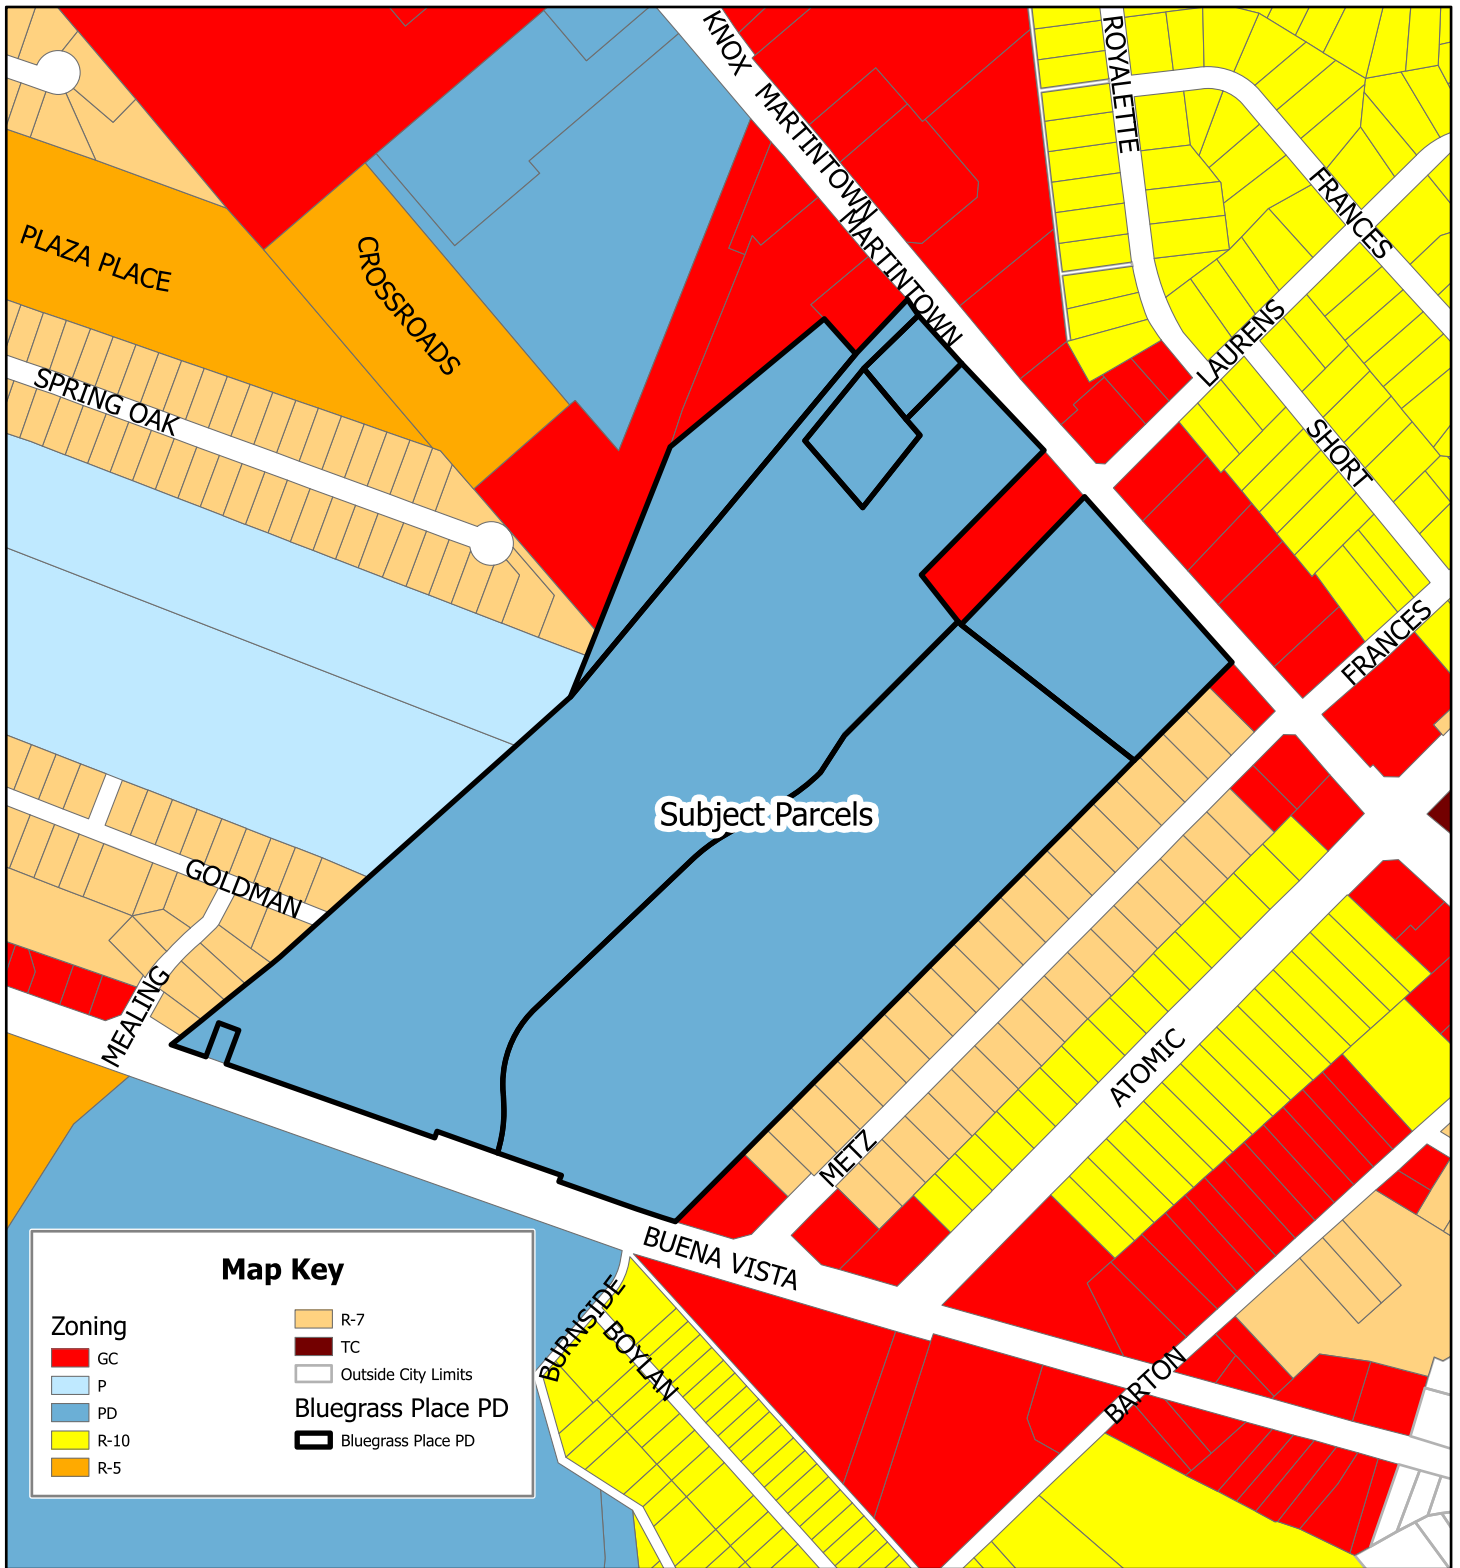 KNOX
MARTINTOWN
MARTINTOWN
ROYALETTE
FRANCES
LAURENS
SHORT
FRANCES
PLAZA PLACE
CROSSROADS
SPRING OAK
Subject Parcels
GOLDMAN
MEALING
ATOMIC
METZ
BUENA VISTA
BURNSIDE
BOYLAN
BARTON
Map Key
Zoning
GC
P
PD
R-10
R-5
R-7
TC
Outside City Limits
Bluegrass Place PD
Bluegrass Place PD